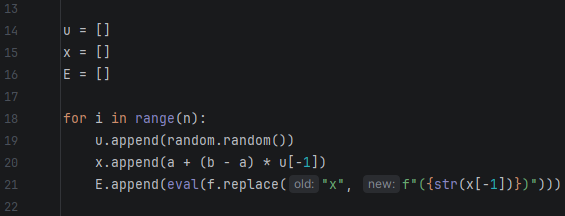 13
14 u = []
15 x = []
16 E = []
17
18 for i in range(n):
19 u.append(random.random())
20 x.append(a + (b - a) * u[-1])
21 E.append(eval(f.replace( old: "x", new: f"({str(x[-1])})")))
22